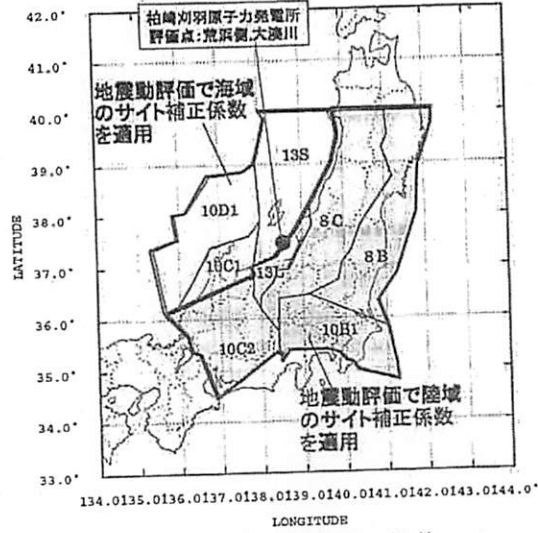 柏崎刈羽原子力発電所
評価点:荒浜側,大湊川
地震動評価で海域
のサイト補正係数
を適用
42.0°
41.0°
40.0°
39.0°
38.0°
37.0°
36.0°
35.0°
34.0°
33.0°
LATITUDE
13S
10D1
8C
8B
10C1
13L
10C2
10B1
地震動評価で陸域
のサイト補正係数
を適用
134.0135.0136.0137.0138.0139.0140.0141.0142.0143.0144.0°
LONGITUDE